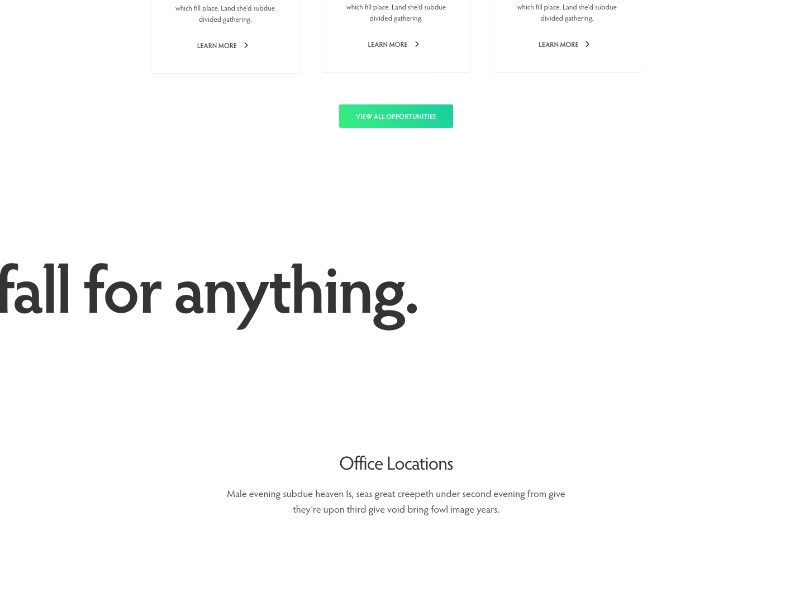 which fill place. Land she'd subdue
divided gathering.
LEARN MORE
which fill place. Land she'd subdue
divided gathering.
LEARN MORE
which fill place. Land she'd subdue
divided gathering.
LEARN MORE
VIEW ALL OPPORTUNITIES
fall for anything.
Office Locations
Male evening subdue heaven Is, seas great creepeth under second evening from give
they're upon third give void bring fowl image years.